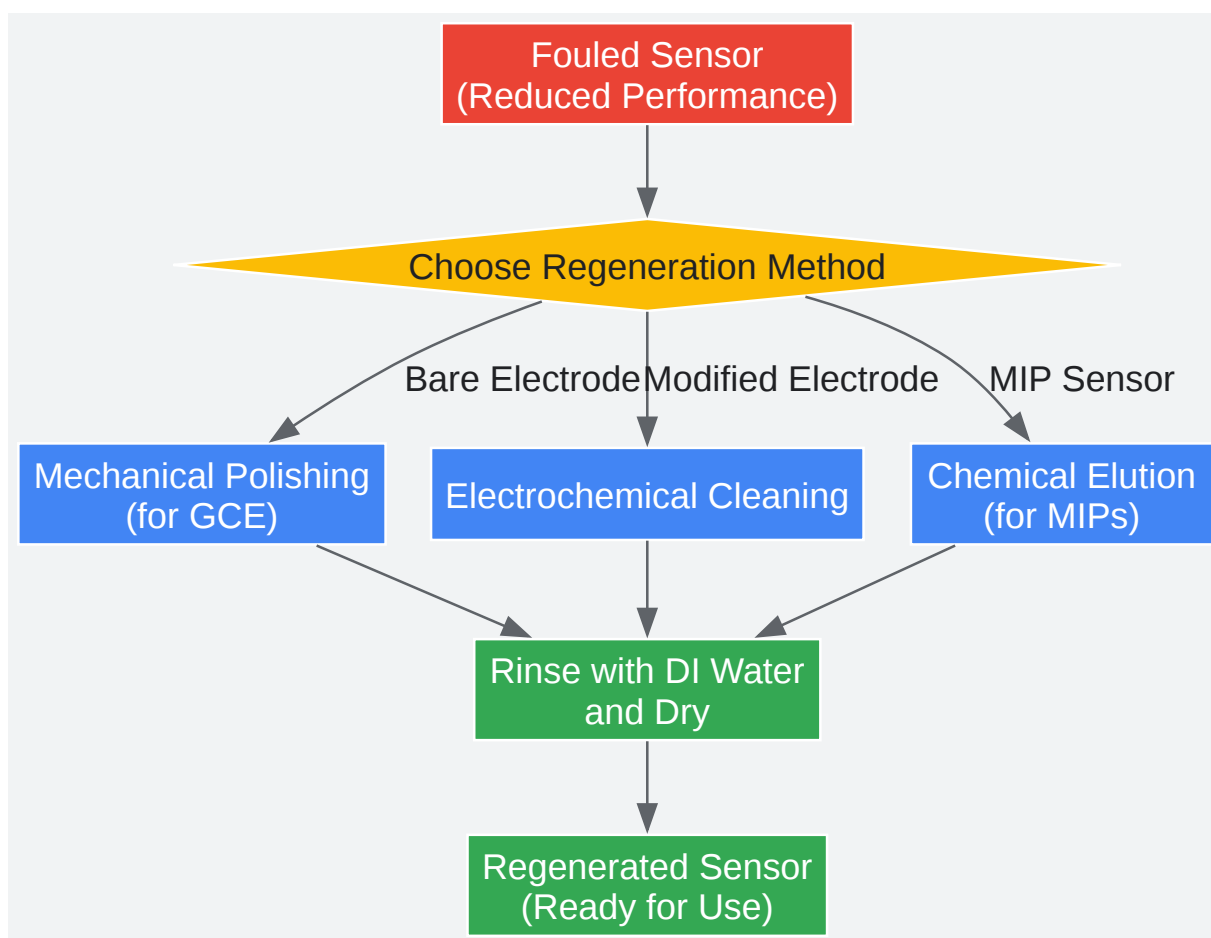 Fouled Sensor
(Reduced Performance)
Choose Regeneration Method
Bare Electrode
Modified Electrode
MIP Sensor
Mechanical Polishing
(for GCE)
Electrochemical Cleaning
Chemical Elution
(for MIPs)
Rinse with DI Water
and Dry
Regenerated Sensor
(Ready for Use)